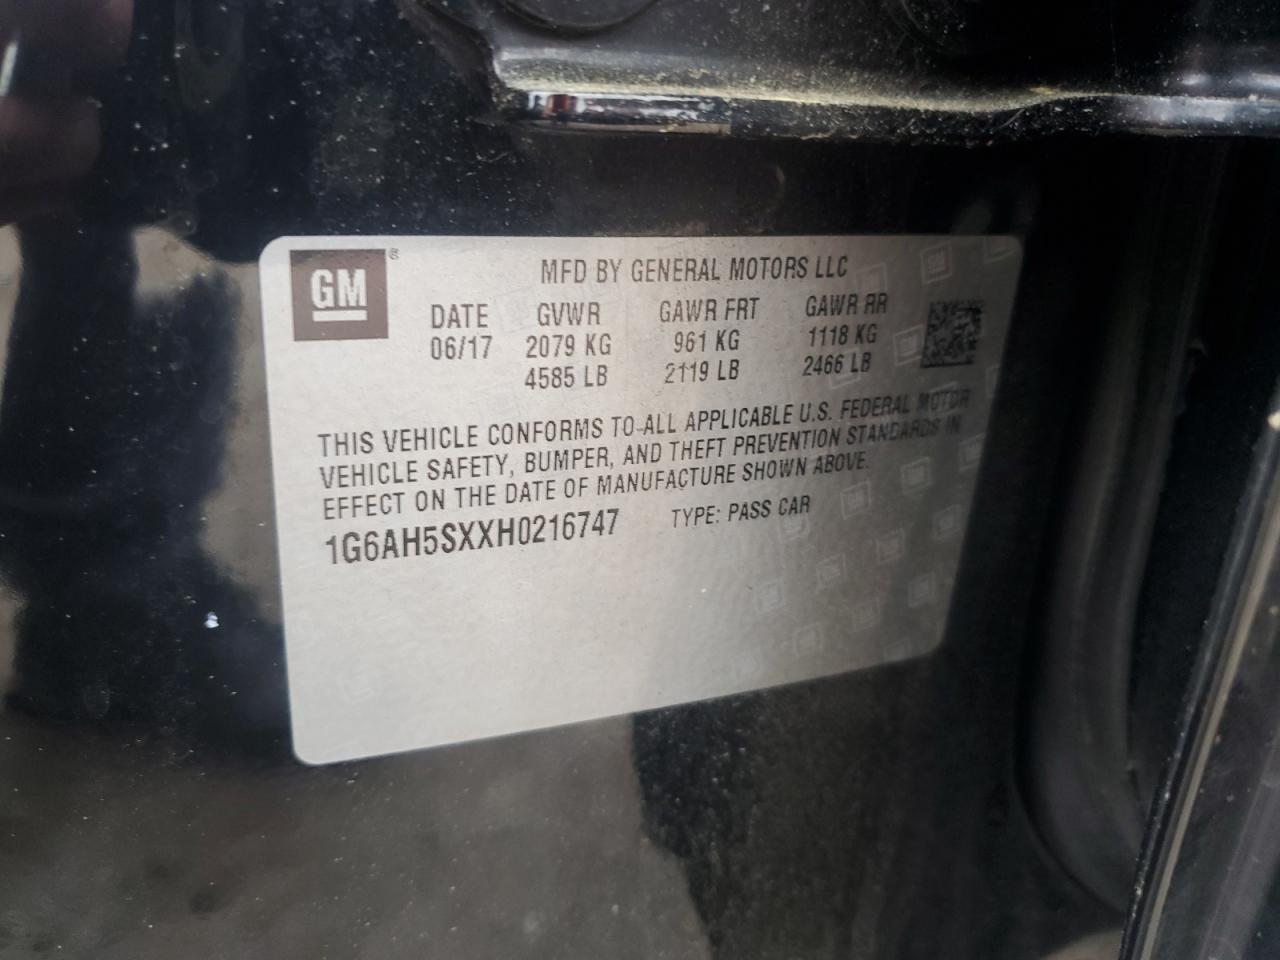 GM ®
MFD BY GENERAL MOTORS LLC
DATE GVWR GAWR FRT GAWR RR
06/17 2079 KG 961 KG 1118 KG
4585 LB 2119 LB 2466 LB
THIS VEHICLE CONFORMS TO ALL APPLICABLE U.S. FEDERAL MOTOR
VEHICLE SAFETY, BUMPER, AND THEFT PREVENTION STANDARDS IN
EFFECT ON THE DATE OF MANUFACTURE SHOWN ABOVE.
1G6AH5SXXH0216747 TYPE: PASS CAR